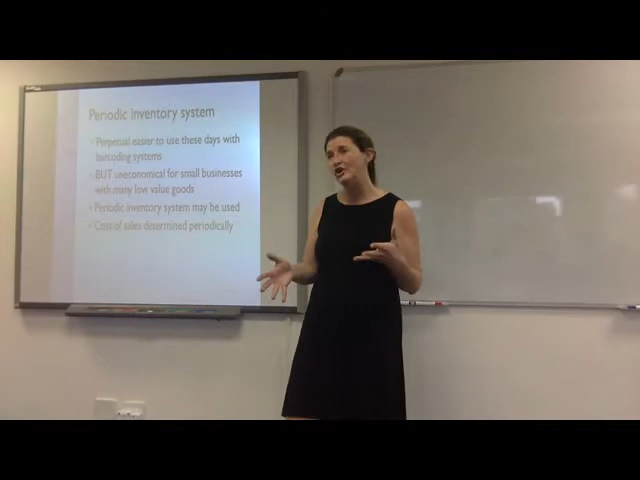 Periodic inventory system
Perpetual easier to use these days with
barcoding systems
BUT uneconomical for small businesses
with many low value goods
Periodic inventory system may be used
Cost of sales determined periodically